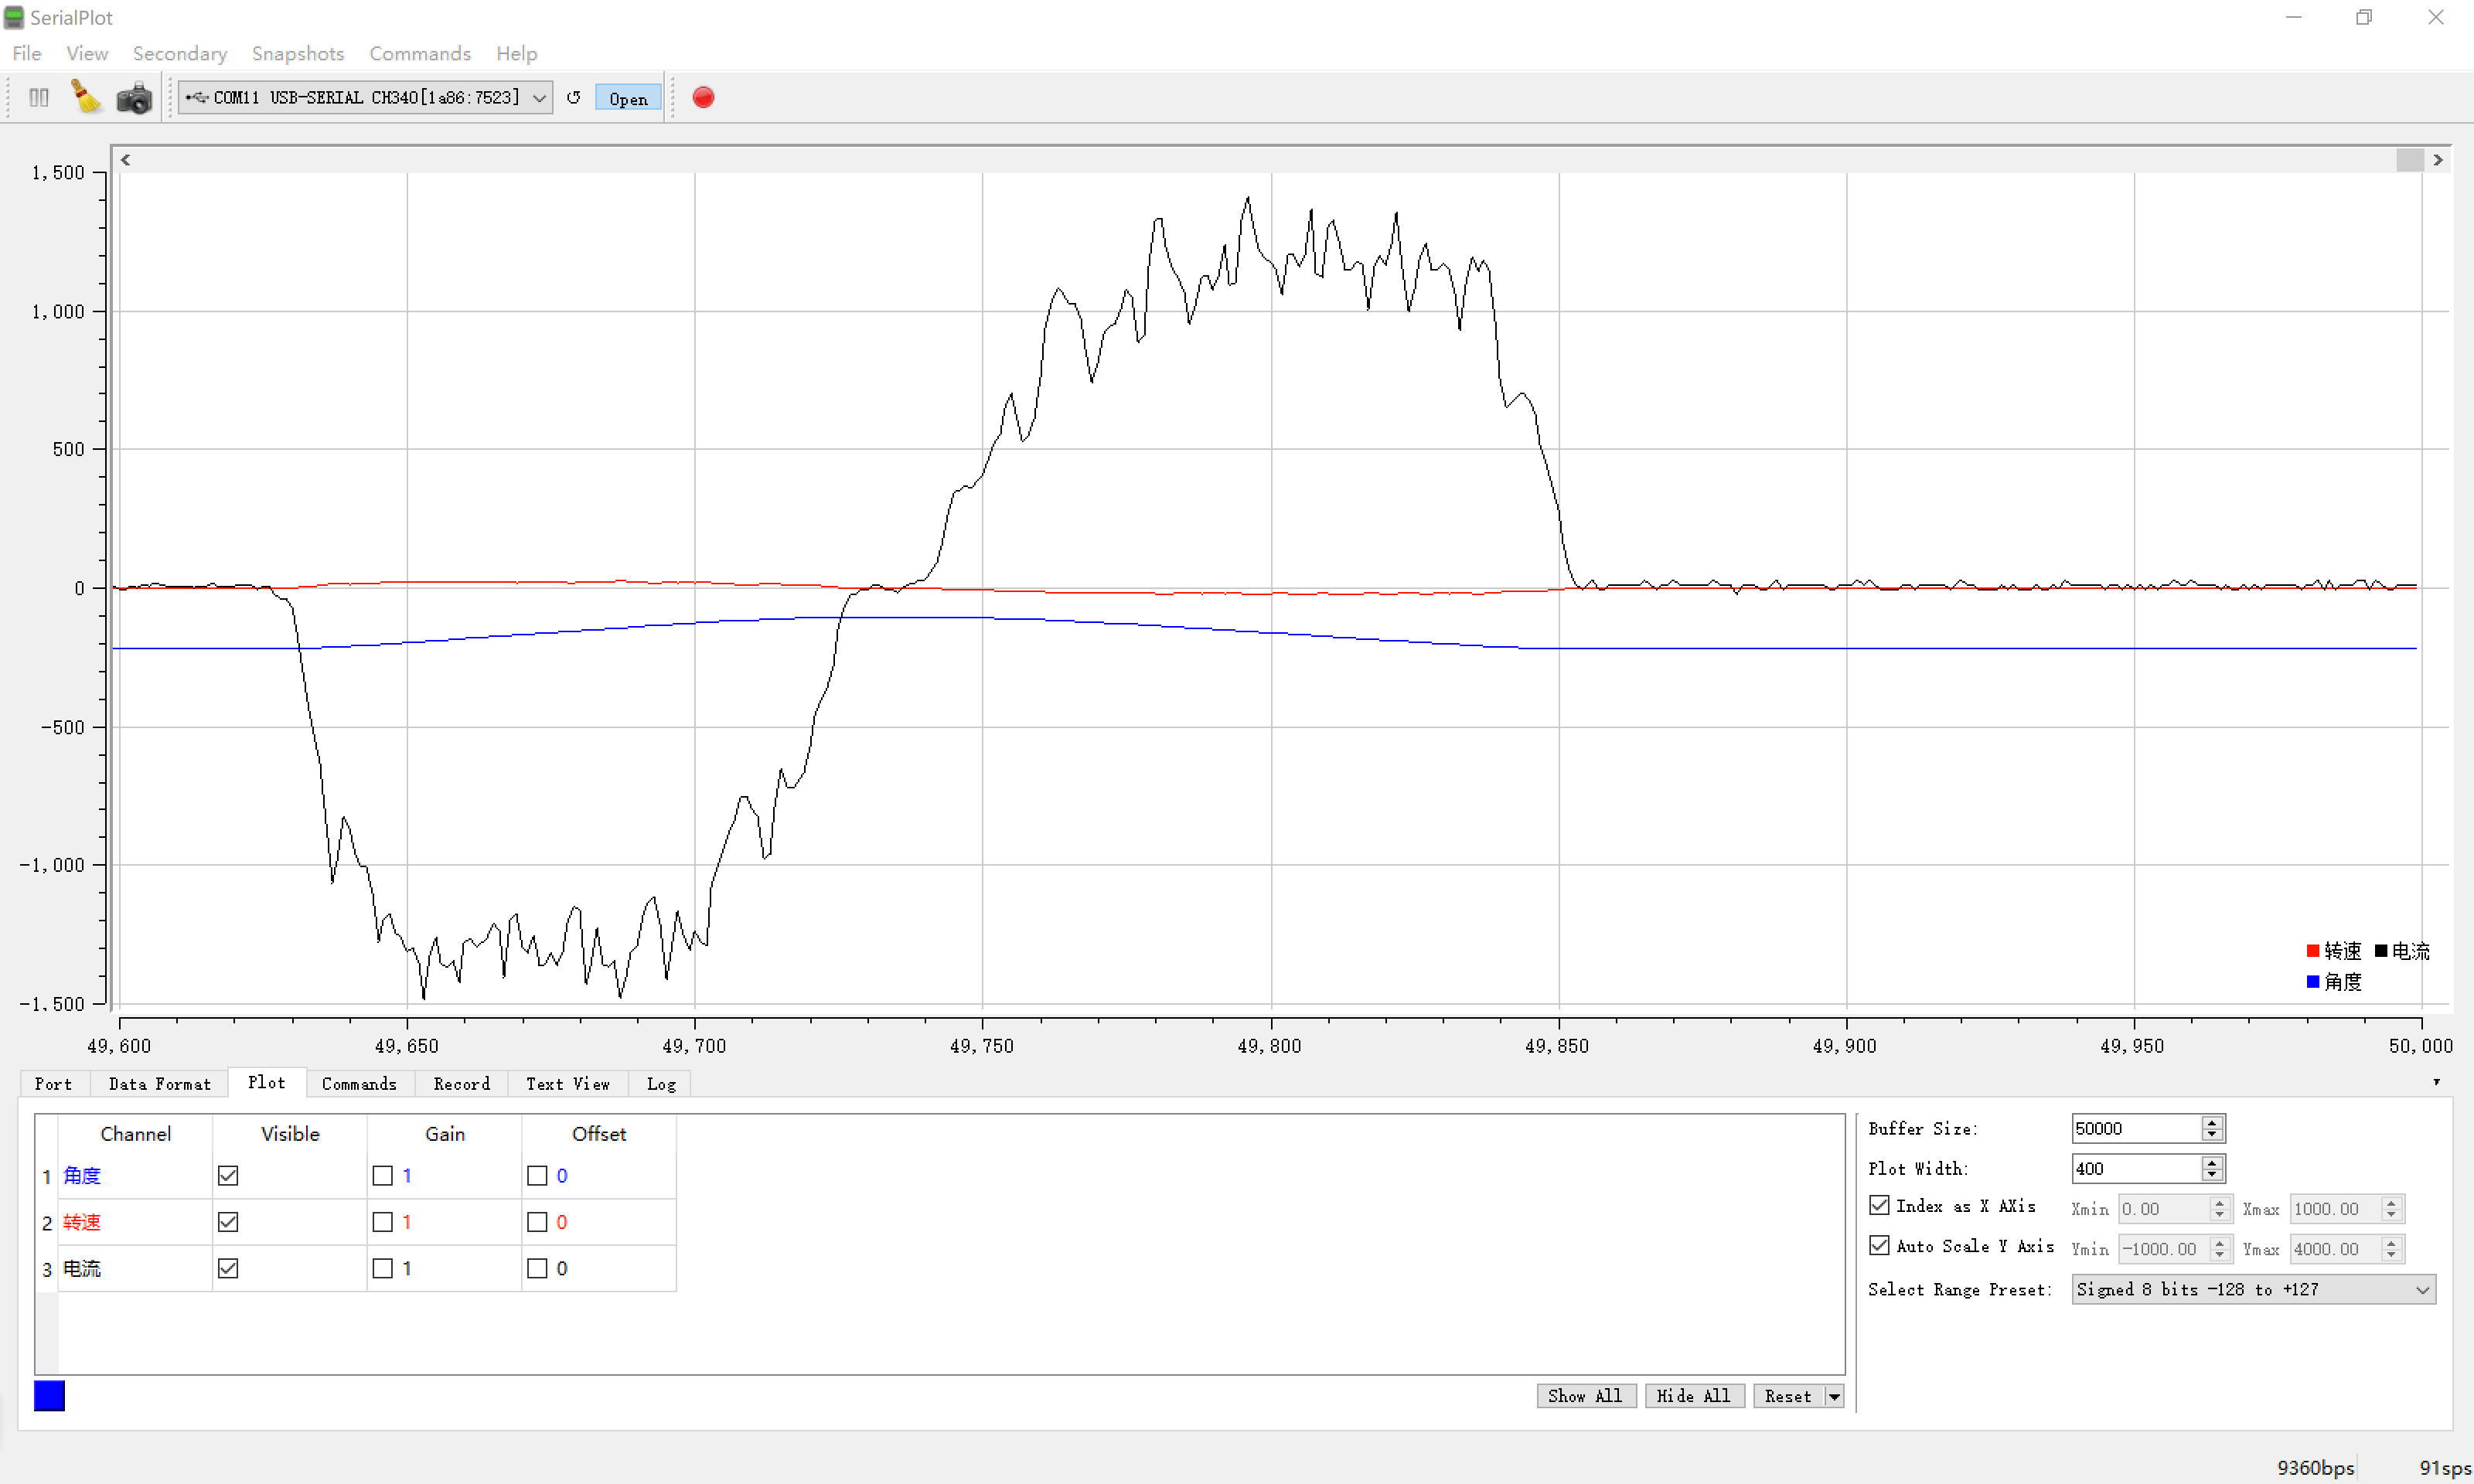 SerialPlot
File View Secondary Snapshots Commands Help
COM11 USB-SERIAL CH340[1a86:7523] Open
1,500
1,000
500
0
-500
-1,000
-1,500
转速 电流
角度
49,600 49,650 49,700 49,750 49,800 49,850 49,900 49,950 50,000
Port Data Format Plot Commands Record Text View Log
Channel Visible Gain Offset
1 角度 1 0
2 转速 1 0
3 电流 1 0
Show All Hide All Reset
Buffer Size: 50000
Plot Width: 400
Index as X AXis Xmin 0.00 Xmax 1000.00
Auto Scale Y Axis Ymin -1000.00 Ymax 4000.00
Select Range Preset: Signed 8 bits -128 to +127
9360bps 91sps